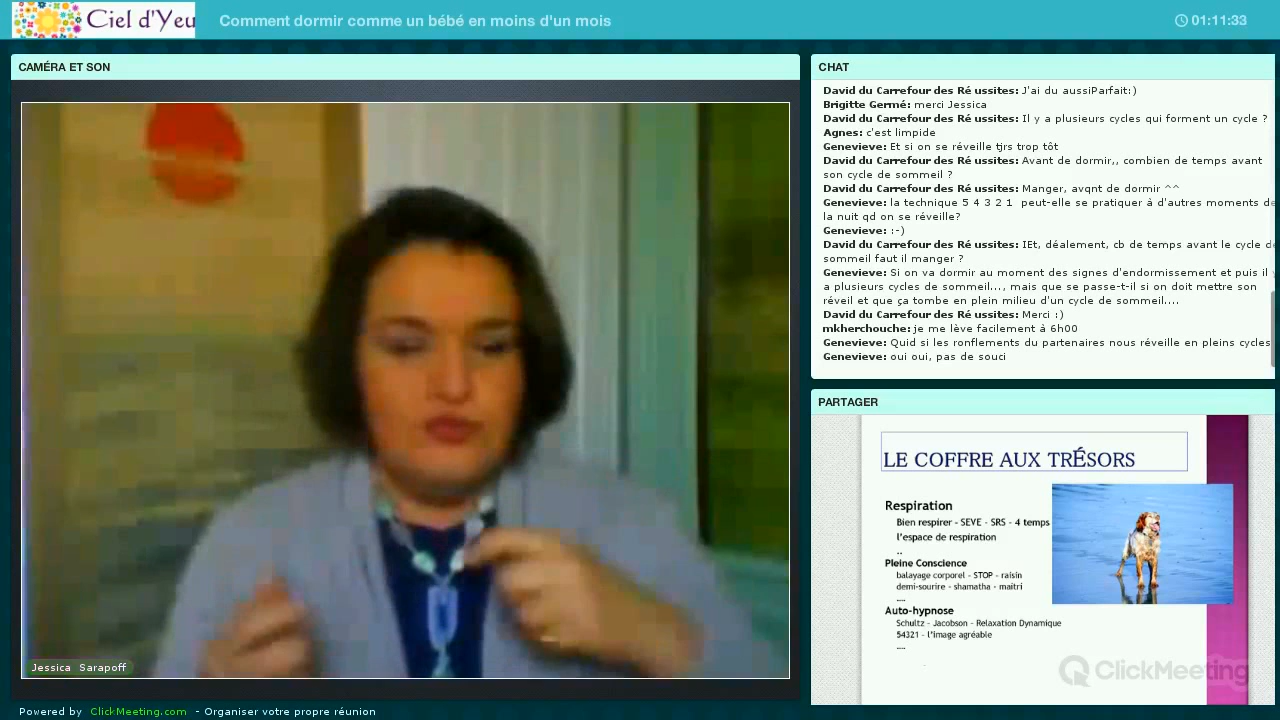 Ciel d'Yeu
Comment dormir comme un bébé en moins d'un mois
01:11:33
CAMÉRA ET SON
Jessica Sarapoff
Powered by ClickMeeting.com - Organiser votre propre réunion
CHAT
David du Carrefour des Ré ussites: J'ai du aussiParfait:)
Brigitte Germé: merci Jessica
David du Carrefour des Ré ussites: Il y a plusieurs cycles qui forment un cycle ?
Agnes: c'est limpide
Genevieve: Et si on se réveille tjrs trop tôt
David du Carrefour des Ré ussites: Avant de dormir,, combien de temps avant
son cycle de sommeil ?
David du Carrefour des Ré ussites: Manger, avqnt de dormir ^^
Genevieve: la technique 5 4 3 2 1 peut-elle se pratiquer à d'autres moments de
la nuit qd on se réveille?
Genevieve: :-)
David du Carrefour des Ré ussites: IEt, déalement, cb de temps avant le cycle de
sommeil faut il manger ?
Genevieve: Si on va dormir au moment des signes d'endormissement et puis il y
a plusieurs cycles de sommeil..., mais que se passe-t-il si on doit mettre son
réveil et que ça tombe en plein milieu d'un cycle de sommeil....
David du Carrefour des Ré ussites: Merci :)
mkherchouche: je me lève facilement à 6h00
Genevieve: Quid si les ronflements du partenaires nous réveille en pleins cycles
Genevieve: oui oui, pas de souci
PARTAGER
LE COFFRE AUX TRÉSORS
Respiration
Bien respirer - SEVE - SRS - 4 temps
l'espace de respiration
..
Pleine Conscience
balayage corporel - STOP - raisin
demi-sourire - shamatha - maitri
....
Auto-hypnose
Schultz - Jacobson - Relaxation Dynamique
54321 - l'image agréable
....
ClickMeeting